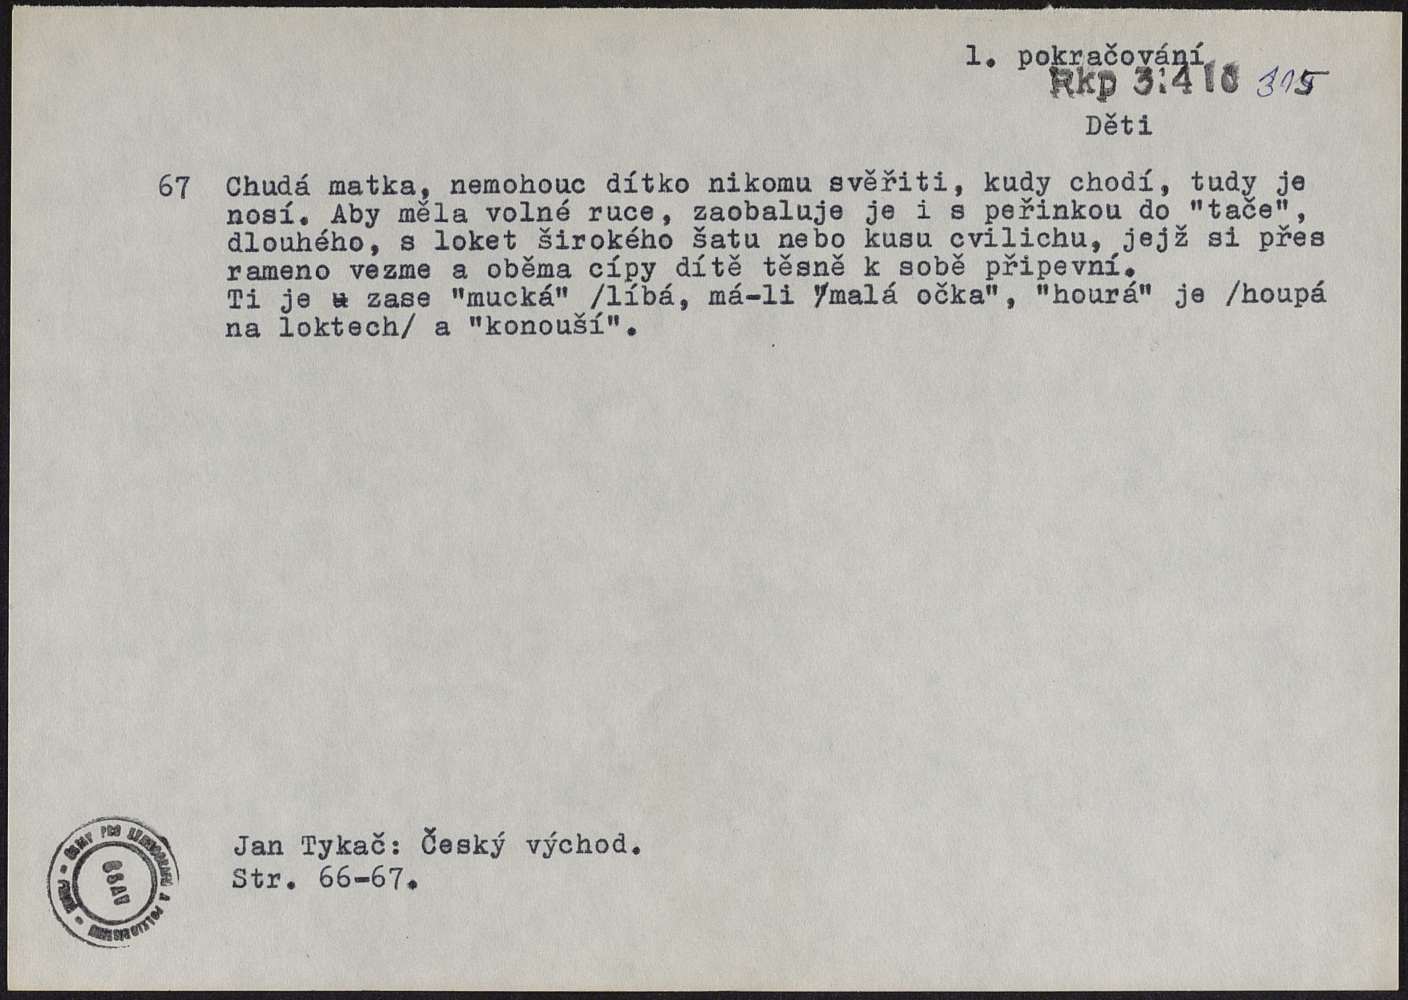 1. pokračování
Rkp 3:410 315
Děti
67 Chudá matka, nemohouc dítko nikomu svěřiti, kudy chodí, tudy je
nosí. Aby měla volné ruce, zaobaluje je i s peřinkou do "tače",
dlouhého, s loket širokého šatu nebo kusu cvilichu, jejž si přes
rameno vezme a oběma cípy dítě těsně k sobě připevní.
Ti je zase "mucká" /líbá, má-li "malá očka", "hourá" je /houpá
na loktech/ a "konouší".
Jan Tykač: Český východ.
Str. 66-67.
ČSAV